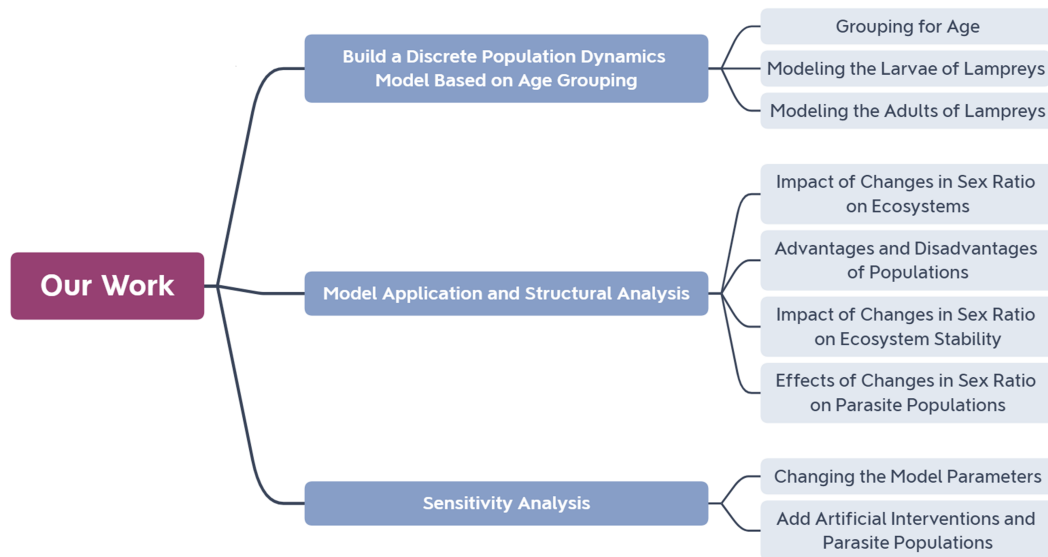 Our Work
Build a Discrete Population Dynamics
Model Based on Age Grouping
Grouping for Age
Modeling the Larvae of Lampreys
Modeling the Adults of Lampreys
Model Application and Structural Analysis
Impact of Changes in Sex Ratio
on Ecosystems
Advantages and Disadvantages
of Populations
Impact of Changes in Sex Ratio
on Ecosystem Stability
Effects of Changes in Sex Ratio
on Parasite Populations
Sensitivity Analysis
Changing the Model Parameters
Add Artificial Interventions and
Parasite Populations